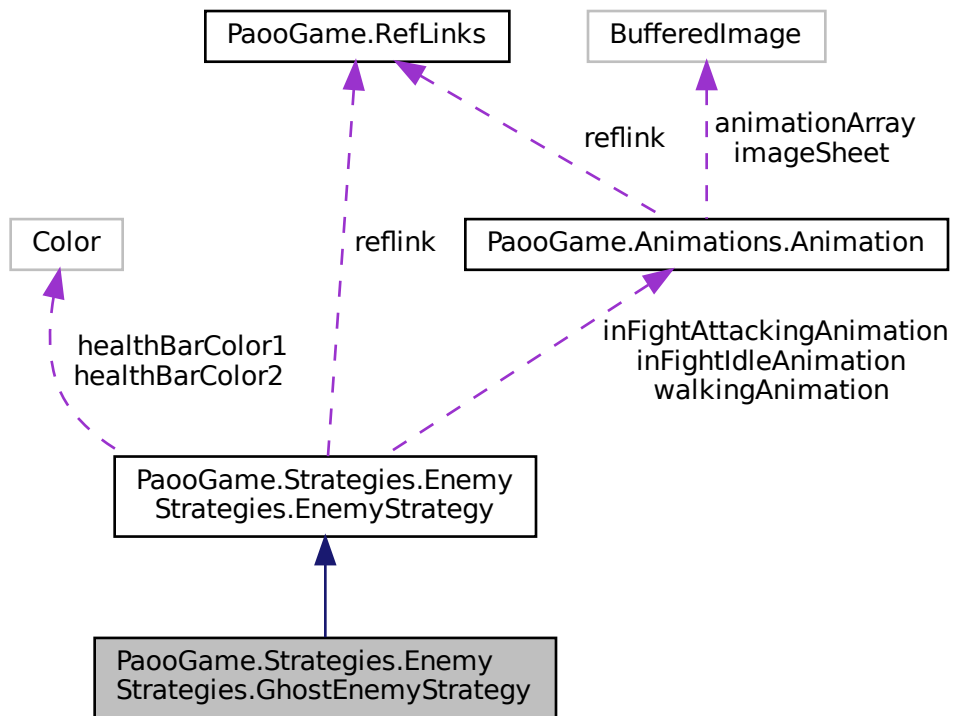 PaooGame.RefLinks
BufferedImage
animationArray
imageSheet
reflink
Color
reflink
PaooGame.Animations.Animation
healthBarColor1
healthBarColor2
inFightAttackingAnimation
inFightIdleAnimation
walkingAnimation
PaooGame.Strategies.Enemy
Strategies.EnemyStrategy
PaooGame.Strategies.Enemy
Strategies.GhostEnemyStrategy